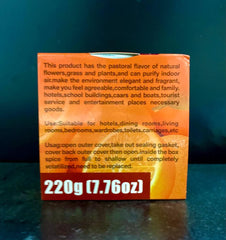 This product has the pastoral flavor of natural
flowers,grass and plants,and can purify indoor
air.make the environment elegant and fragrant,
make you feel agreeable,comfortable and family.
hotels,school buildings,caars and boats,tourist
service and entertainment places necessary
goods.
Use:Suitable for hotels,dining rooms,living
rooms,bedrooms,wardrobes,toilets,carriages,etc
Usag:open outer cover,take out sealing gasket,
cover back outer cover then open.inside the box
spice from full to shallow until completely
volatilized,need to be replaced.
220g (7.76oz)